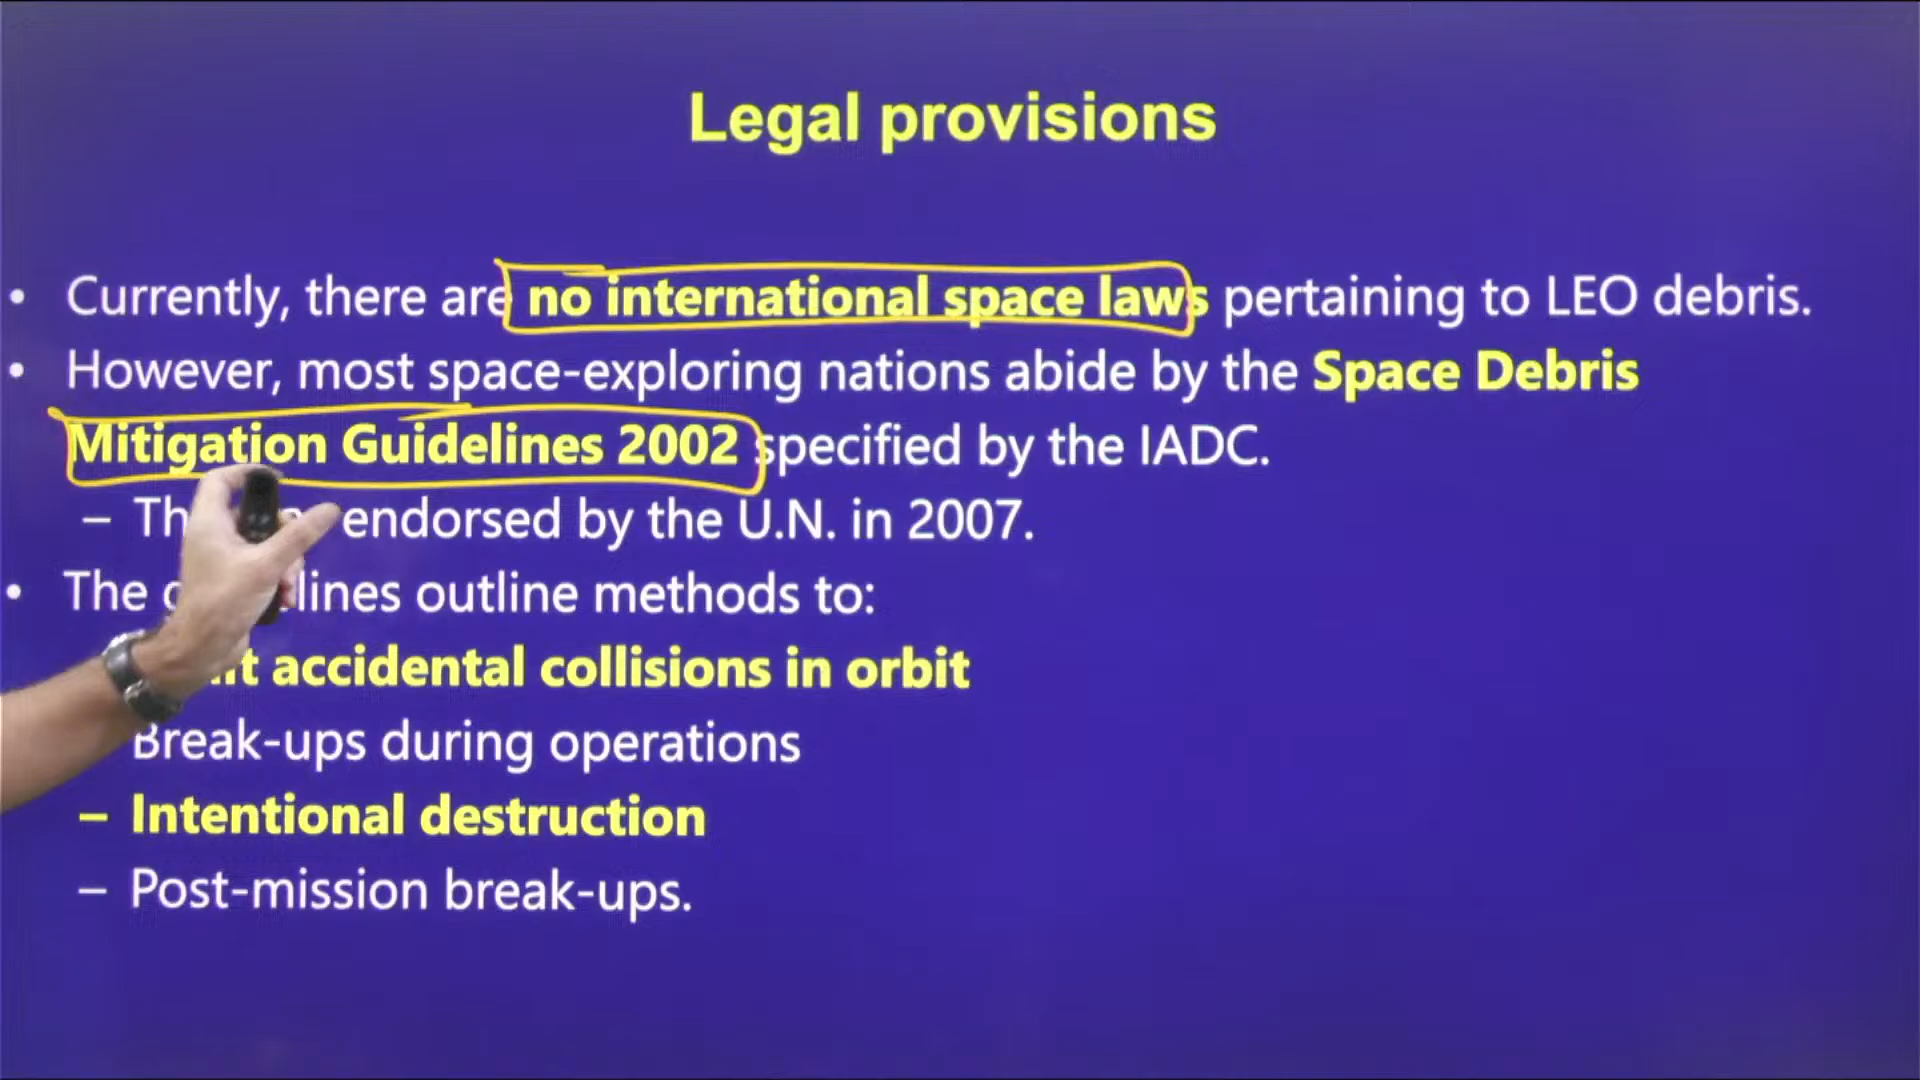 Legal provisions
• Currently, there are no international space laws pertaining to LEO debris.
• However, most space-exploring nations abide by the Space Debris
Mitigation Guidelines 2002 specified by the IADC.
– endorsed by the U.N. in 2007.
• The outline methods to:
accidental collisions in orbit
Break-ups during operations
– Intentional destruction
– Post-mission break-ups.